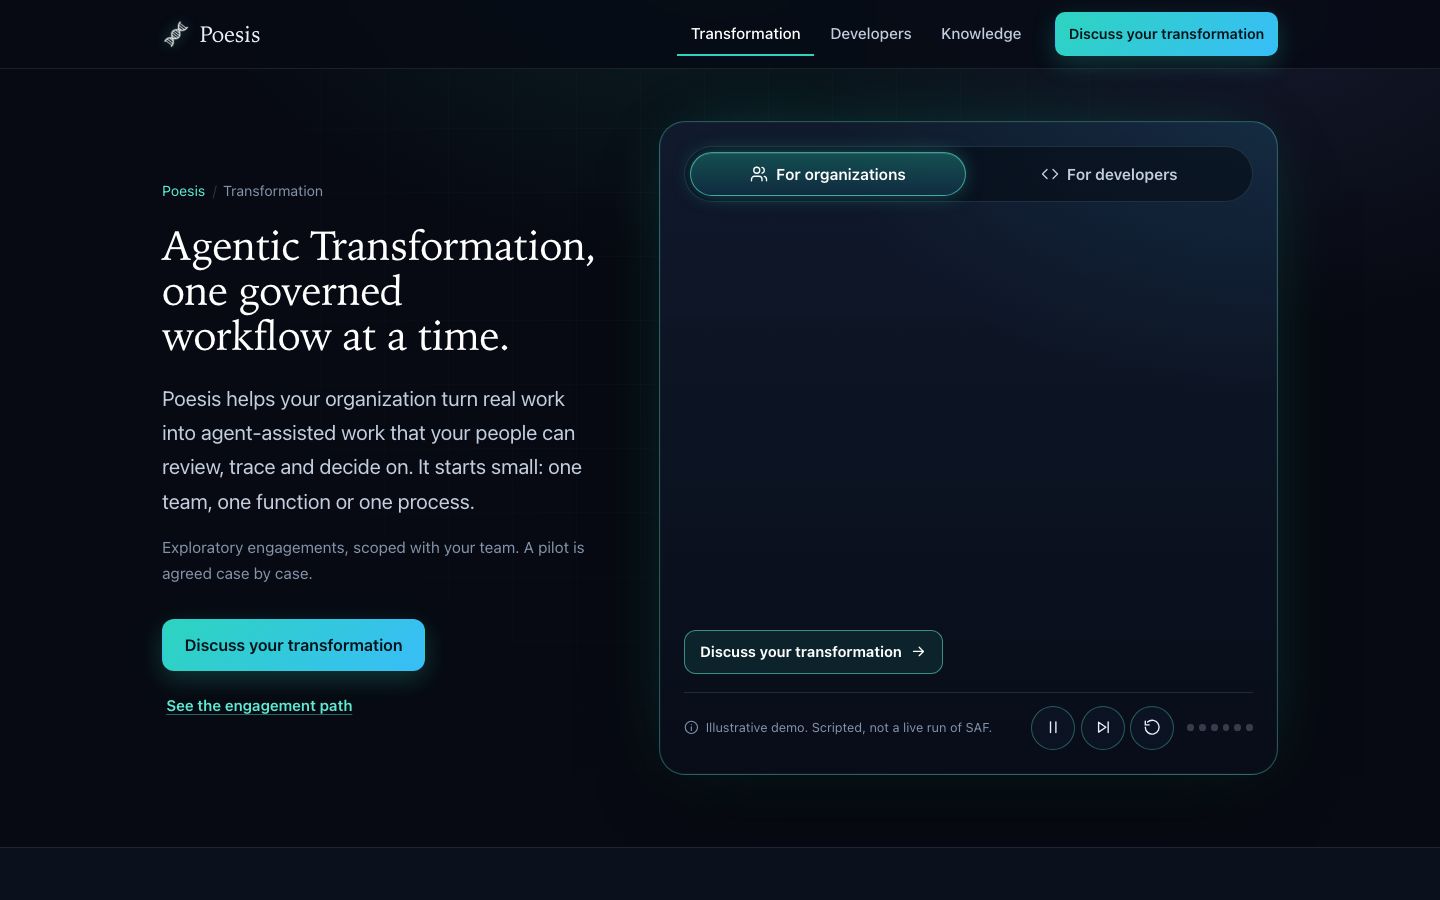 Poesis
Transformation
Developers
Knowledge
Discuss your transformation
Poesis / Transformation
Agentic Transformation,
one governed
workflow at a time.
Poesis helps your organization turn real work
into agent-assisted work that your people can
review, trace and decide on. It starts small: one
team, one function or one process.
Exploratory engagements, scoped with your team. A pilot is
agreed case by case.
Discuss your transformation
See the engagement path
For organizations
For developers
Discuss your transformation →
Illustrative demo. Scripted, not a live run of SAF.